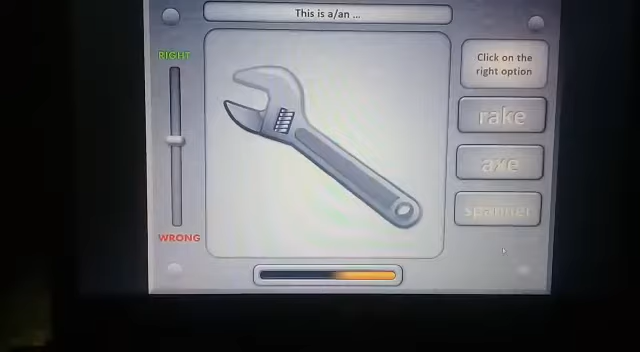 This is a/an ...
RIGHT
Click on the
right option
rake
axe
spanner
WRONG